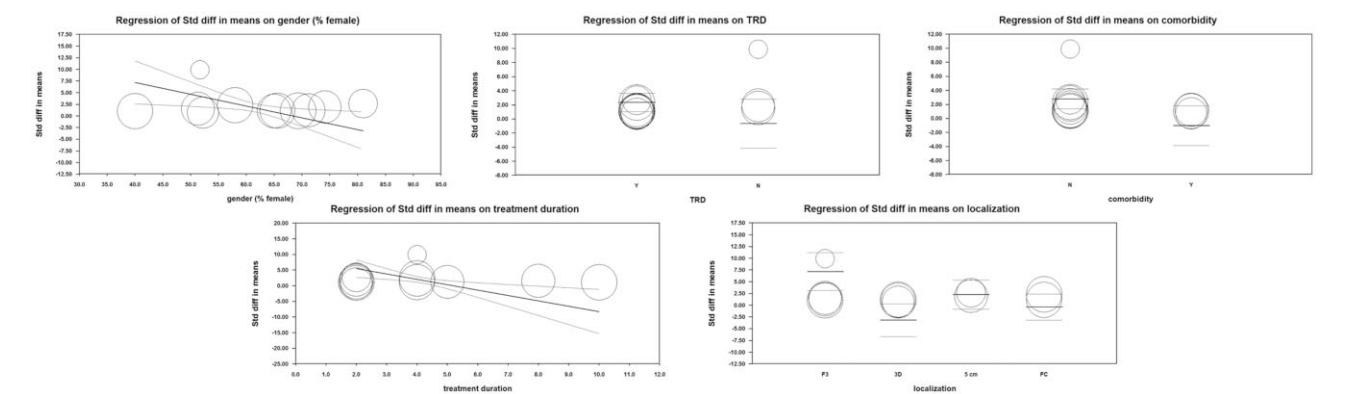 Regression of Std diff in means on gender (% female)
17.50
15.00
12.50
10.00
7.50
5.00
2.50
0.00
-2.50
-5.00
-7.50
-10.00
-12.50
Std diff in means
30.0 35.0 40.0 45.0 50.0 55.0 60.0 65.0 70.0 75.0 80.0 85.0 90.0 95.0
gender (% female)
Regression of Std diff in means on TRD
12.00
10.00
8.00
6.00
4.00
2.00
0.00
-2.00
-4.00
-6.00
-8.00
Std diff in means
Y N
TRD
Regression of Std diff in means on comorbidity
12.00
10.00
8.00
6.00
4.00
2.00
0.00
-2.00
-4.00
-6.00
-8.00
Std diff in means
N Y
comorbidity
Regression of Std diff in means on treatment duration
20.00
15.00
10.00
5.00
0.00
-5.00
-10.00
-15.00
-20.00
-25.00
Std diff in means
0.0 1.0 2.0 3.0 4.0 5.0 6.0 7.0 8.0 9.0 10.0 11.0 12.0
treatment duration
Regression of Std diff in means on localization
17.50
15.00
12.50
10.00
7.50
5.00
2.50
0.00
-2.50
-5.00
-7.50
-10.00
-12.50
Std diff in means
F3 3D 5 cm FC
localization